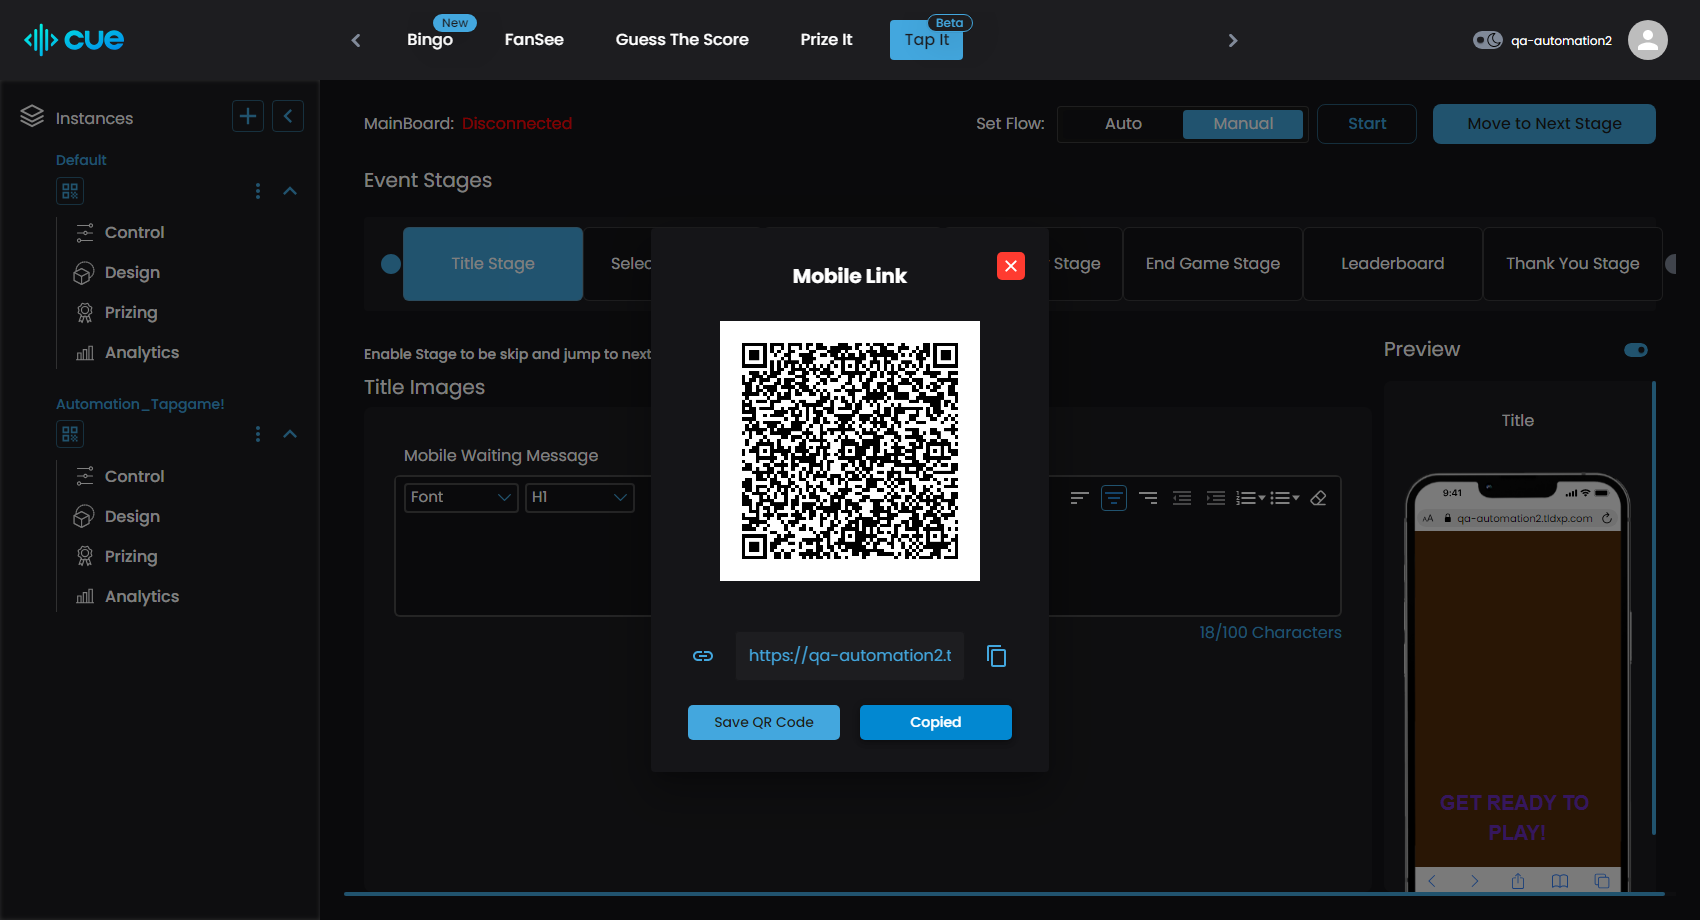 cue
Bingo
New
FanSee
Guess The Score
Prize It
Tap It
Beta
qa-automation2
Instances
Default
Control
Design
Prizing
Analytics
Automation_Tapgame!
Control
Design
Prizing
Analytics
MainBoard: Disconnected
Set Flow:
Auto
Manual
Start
Move to Next Stage
Event Stages
Title Stage
Selec
Stage
End Game Stage
Leaderboard
Thank You Stage
Enable Stage to be skip and jump to next
Title Images
Mobile Waiting Message
Font
H1
18/100 Characters
Mobile Link
https://qa-automation2.t
Save QR Code
Copied
Preview
Title
9:41
AA
qa-automation2.tldxp.com
GET READY TO
PLAY!